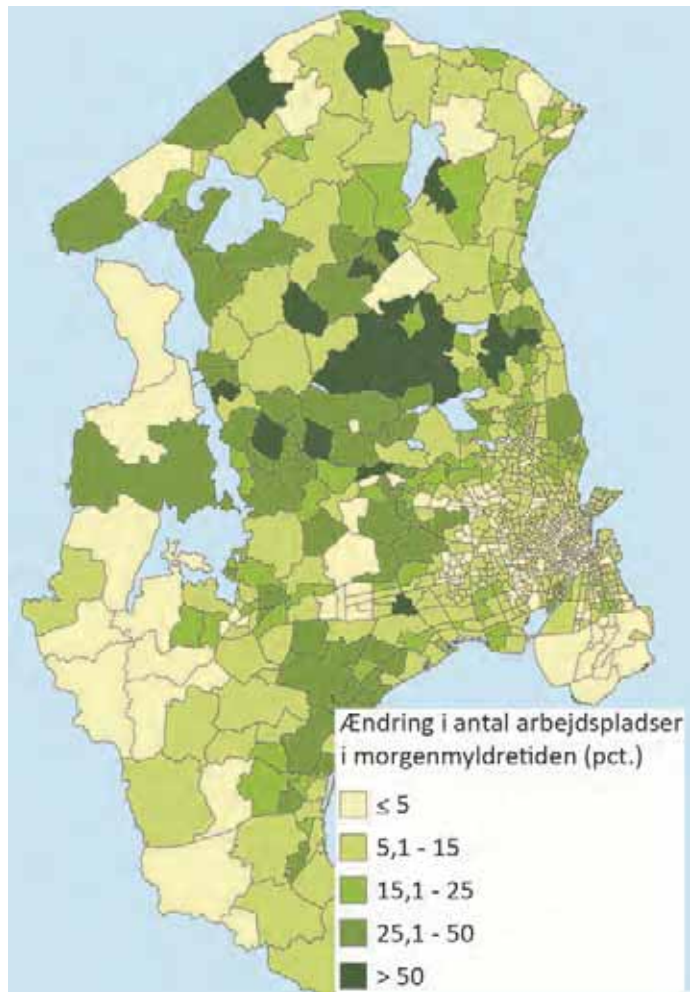 Ændring i antal arbejdspladser
i morgenmyldretiden (pct.)
≤ 5
5,1 - 15
15,1 - 25
25,1 - 50
> 50